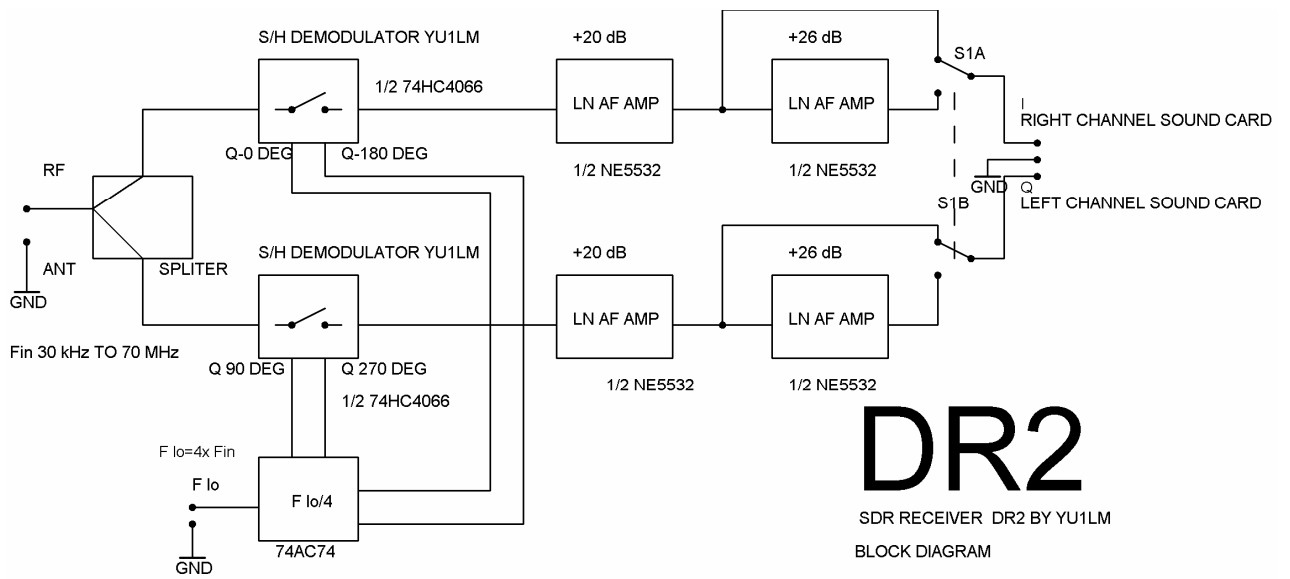 S/H DEMODULATOR YU1LM
+20 dB
+26 dB
S1A
1/2 74HC4066
LN AF AMP
LN AF AMP
I
RIGHT CHANNEL SOUND CARD
Q-0 DEG
Q-180 DEG
1/2 NE5532
1/2 NE5532
RF
GND
Q
S1B
LEFT CHANNEL SOUND CARD
S/H DEMODULATOR YU1LM
+20 dB
+26 dB
ANT
SPLITER
GND
LN AF AMP
LN AF AMP
Fin 30 kHz TO 70 MHz
Q 90 DEG
Q 270 DEG
1/2 NE5532
1/2 NE5532
1/2 74HC4066
F lo=4x Fin
F lo
F lo/4
74AC74
GND
DR2
SDR RECEIVER DR2 BY YU1LM
BLOCK DIAGRAM